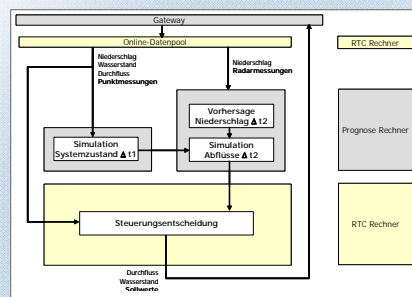 Gateway
Online-Datenpool
RTC Rechner
Niederschlag
Wasserstand
Durchfluss
Punktmessungen
Niederschlag
Radarmessungen
Vorhersage
Niederschlag Δ t2
Simulation
Systemzustand Δ t1
Simulation
Abflüsse Δ t2
Prognose Rechner
Steuerungsentscheidung
RTC Rechner
Durchfluss
Wasserstand
Sollwerte